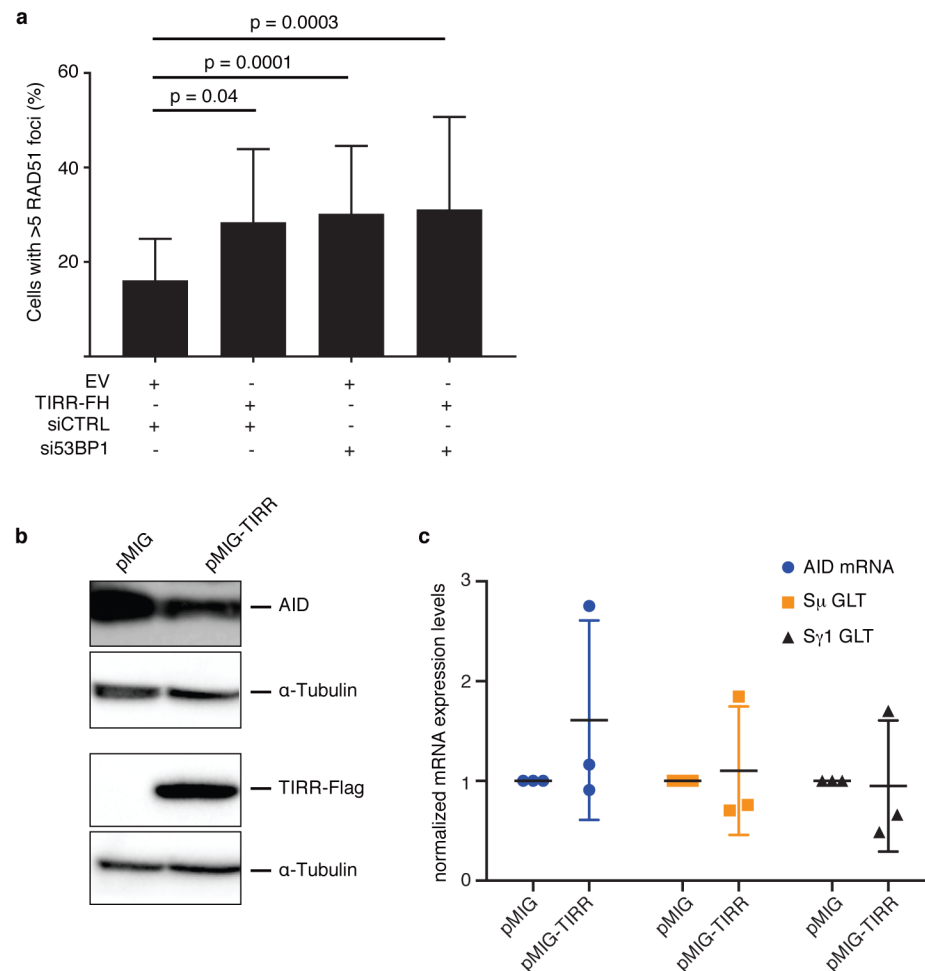 a
p = 0.0003
p = 0.0001
p = 0.04
Cells with >5 RAD51 foci (%)
60
40
20
EV + - + -
TIRR-FH - + - +
siCTRL + + - -
si53BP1 - - + +
b
pMIG
pMIG-TIRR
AID
α-Tubulin
TIRR-Flag
α-Tubulin
c
AID mRNA
Sμ GLT
Sγ1 GLT
normalized mRNA expression levels
3
2
1
0
pMIG
pMIG-TIRR
pMIG
pMIG-TIRR
pMIG
pMIG-TIRR